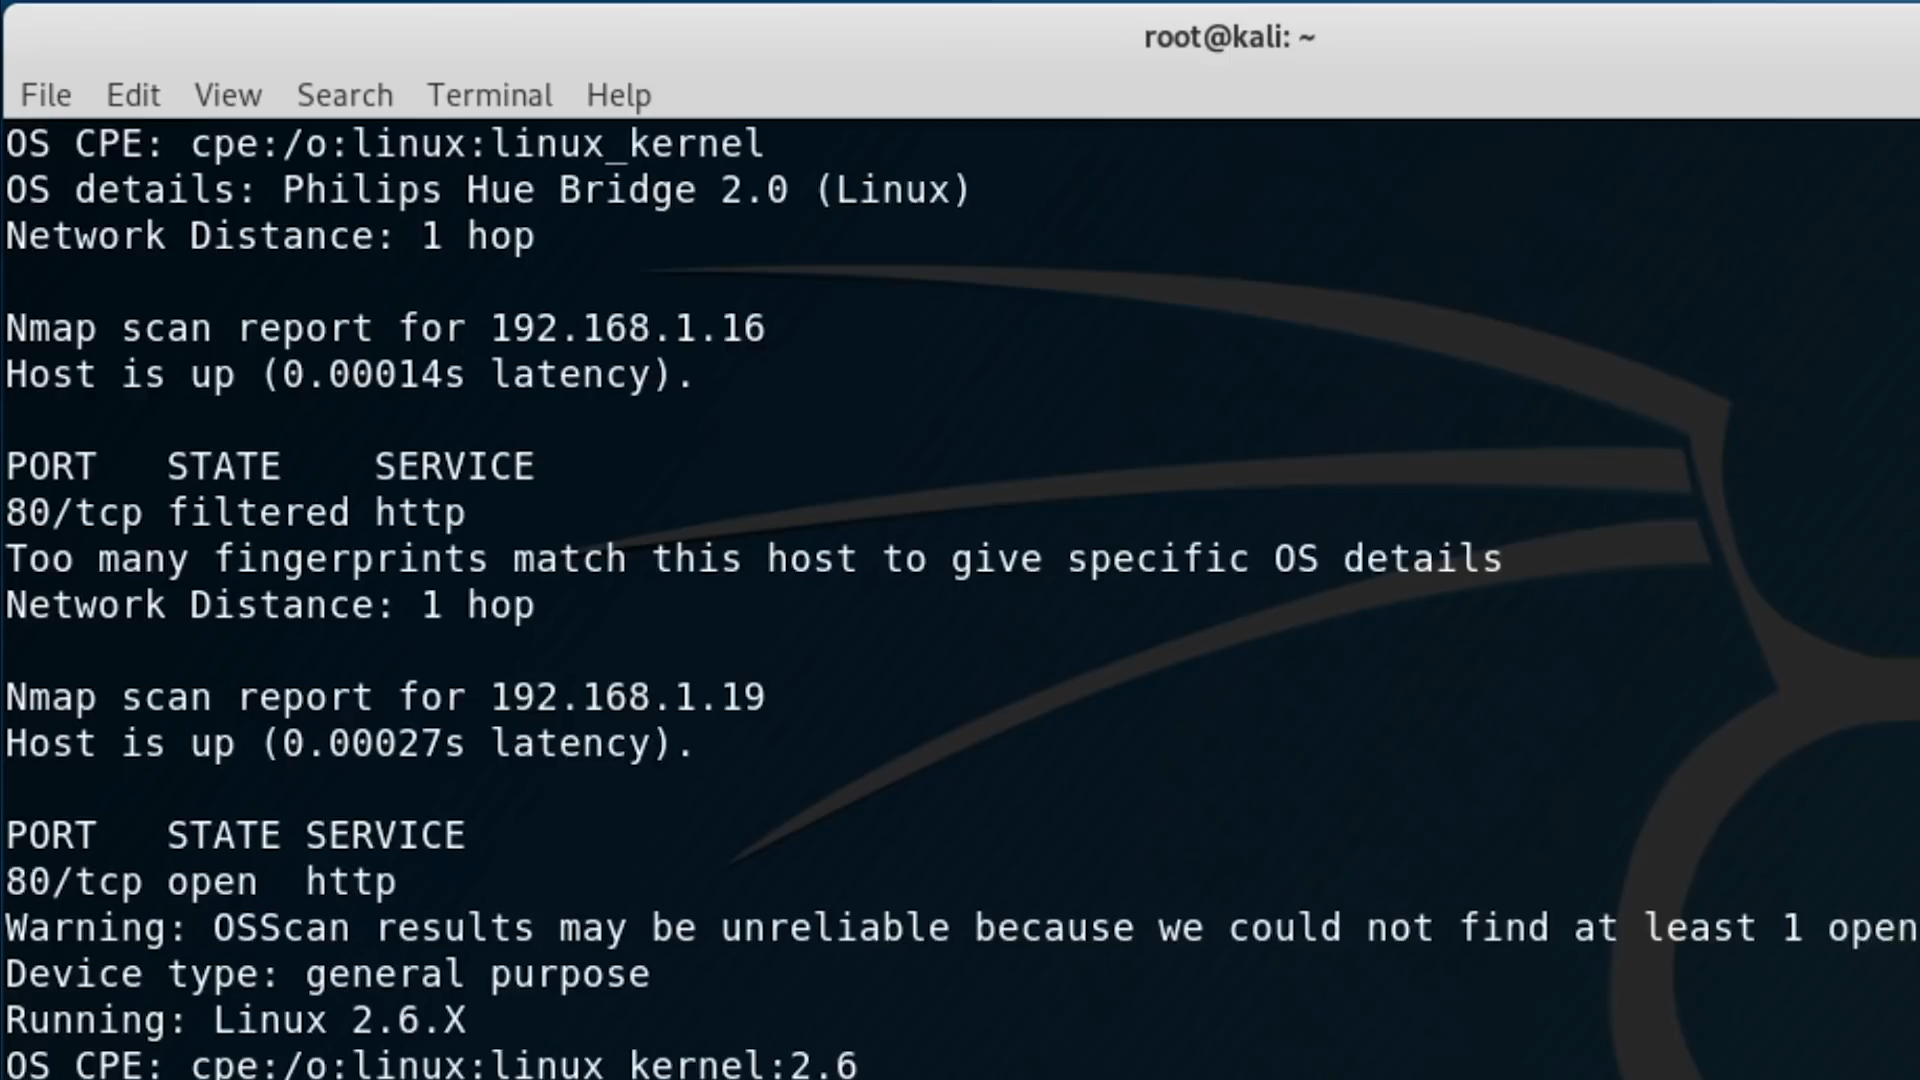 root@kali: ~
File Edit View Search Terminal Help
OS CPE: cpe:/o:linux:linux_kernel
OS details: Philips Hue Bridge 2.0 (Linux)
Network Distance: 1 hop
Nmap scan report for 192.168.1.16
Host is up (0.00014s latency).
PORT   STATE    SERVICE
80/tcp filtered http
Too many fingerprints match this host to give specific OS details
Network Distance: 1 hop
Nmap scan report for 192.168.1.19
Host is up (0.00027s latency).
PORT   STATE SERVICE
80/tcp open  http
Warning: OSScan results may be unreliable because we could not find at least 1 open
Device type: general purpose
Running: Linux 2.6.X
OS CPE: cpe:/o:linux:linux_kernel:2.6